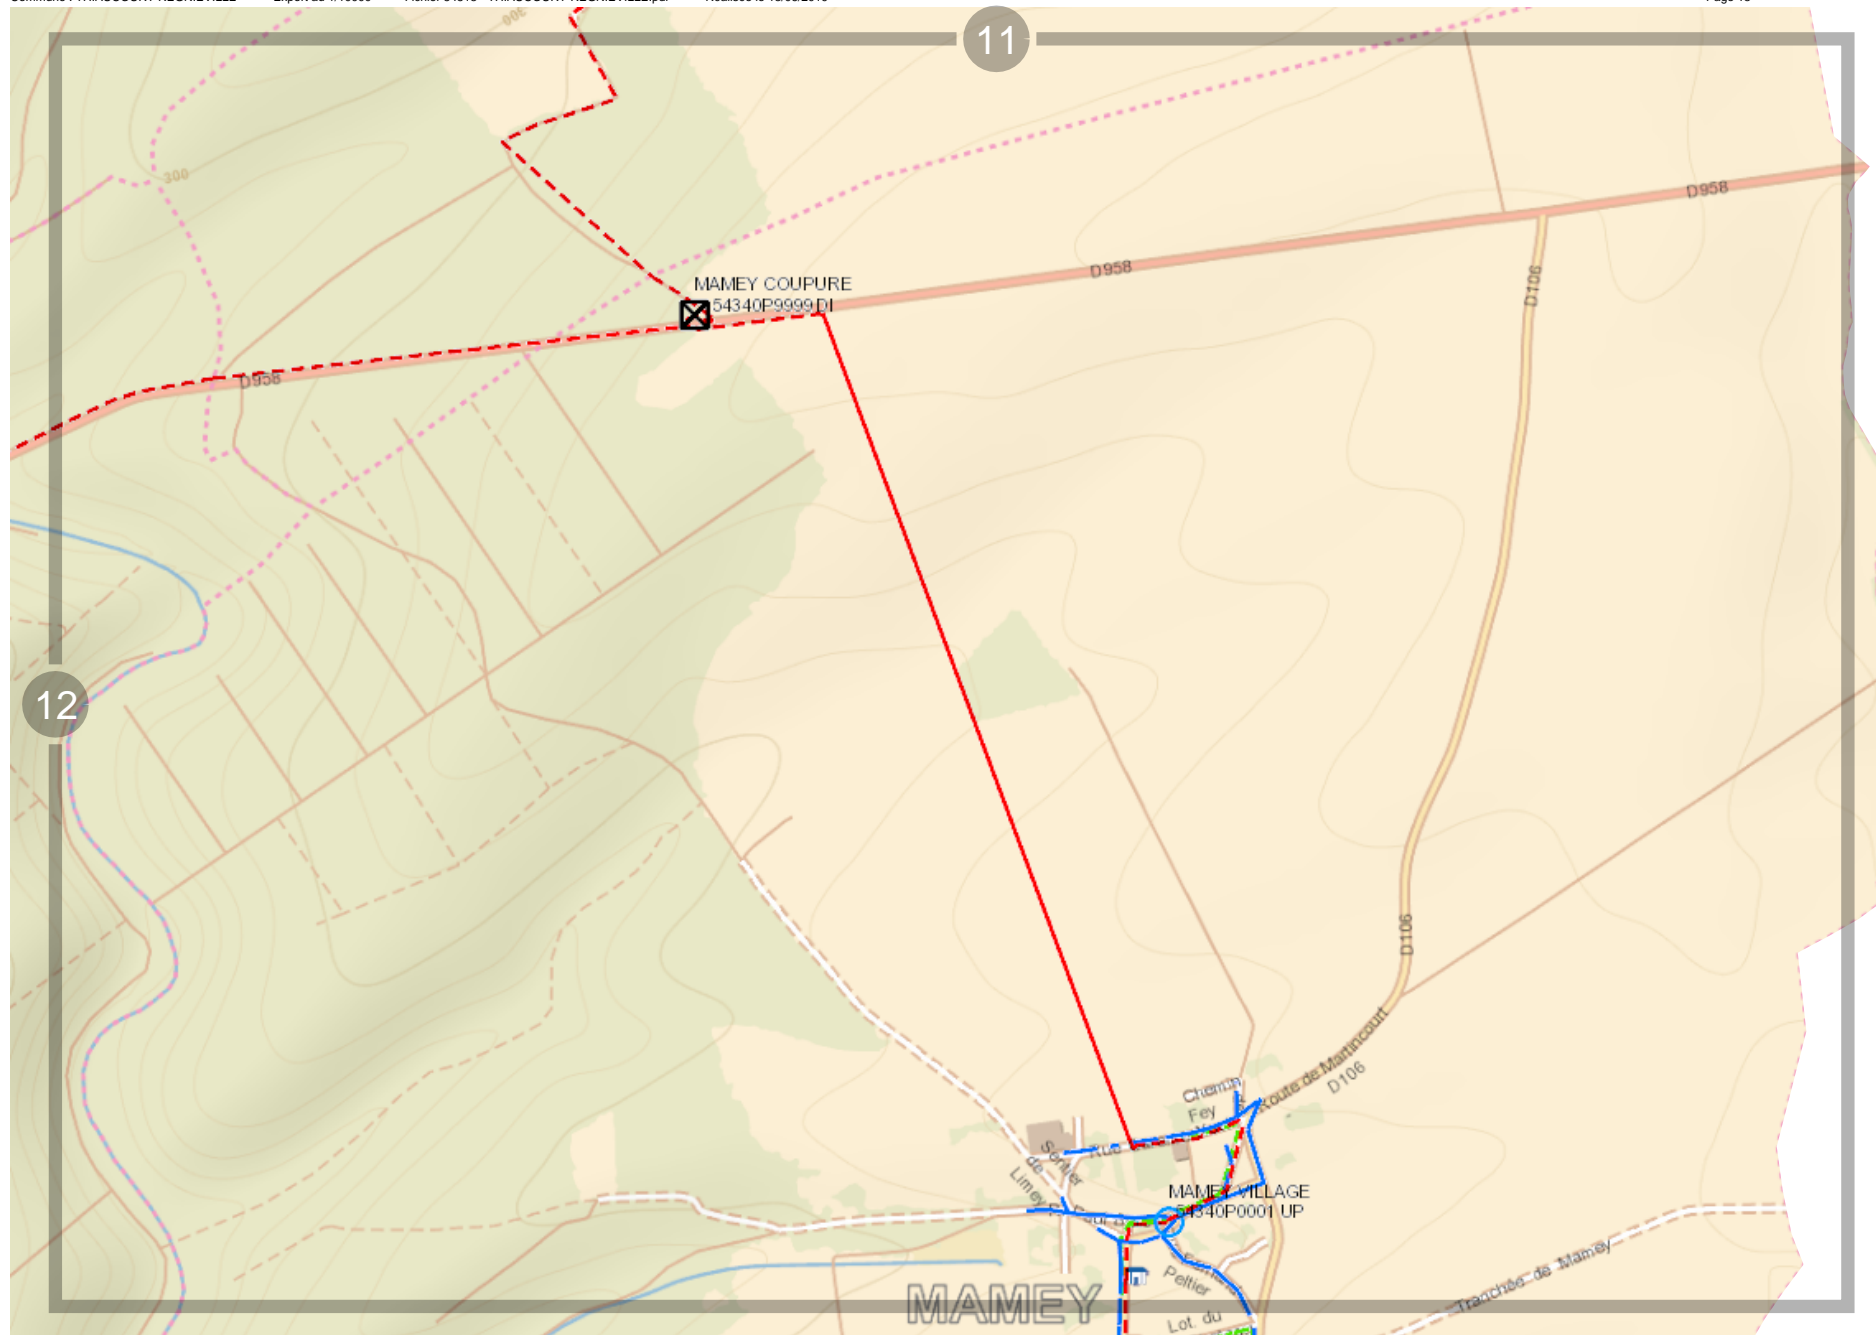 11
300
300
D958
D958
D106
MAMEY COUPURE
54340P9999 DI
D958
12
D106
Route de Martincourt
D106
Chemin
Fey
Rue
Sentier
de
Limey
MAMEY VILLAGE
54340P0001 UP
Peltier
MAMEY
Lot. du
Tranchée de Mamey